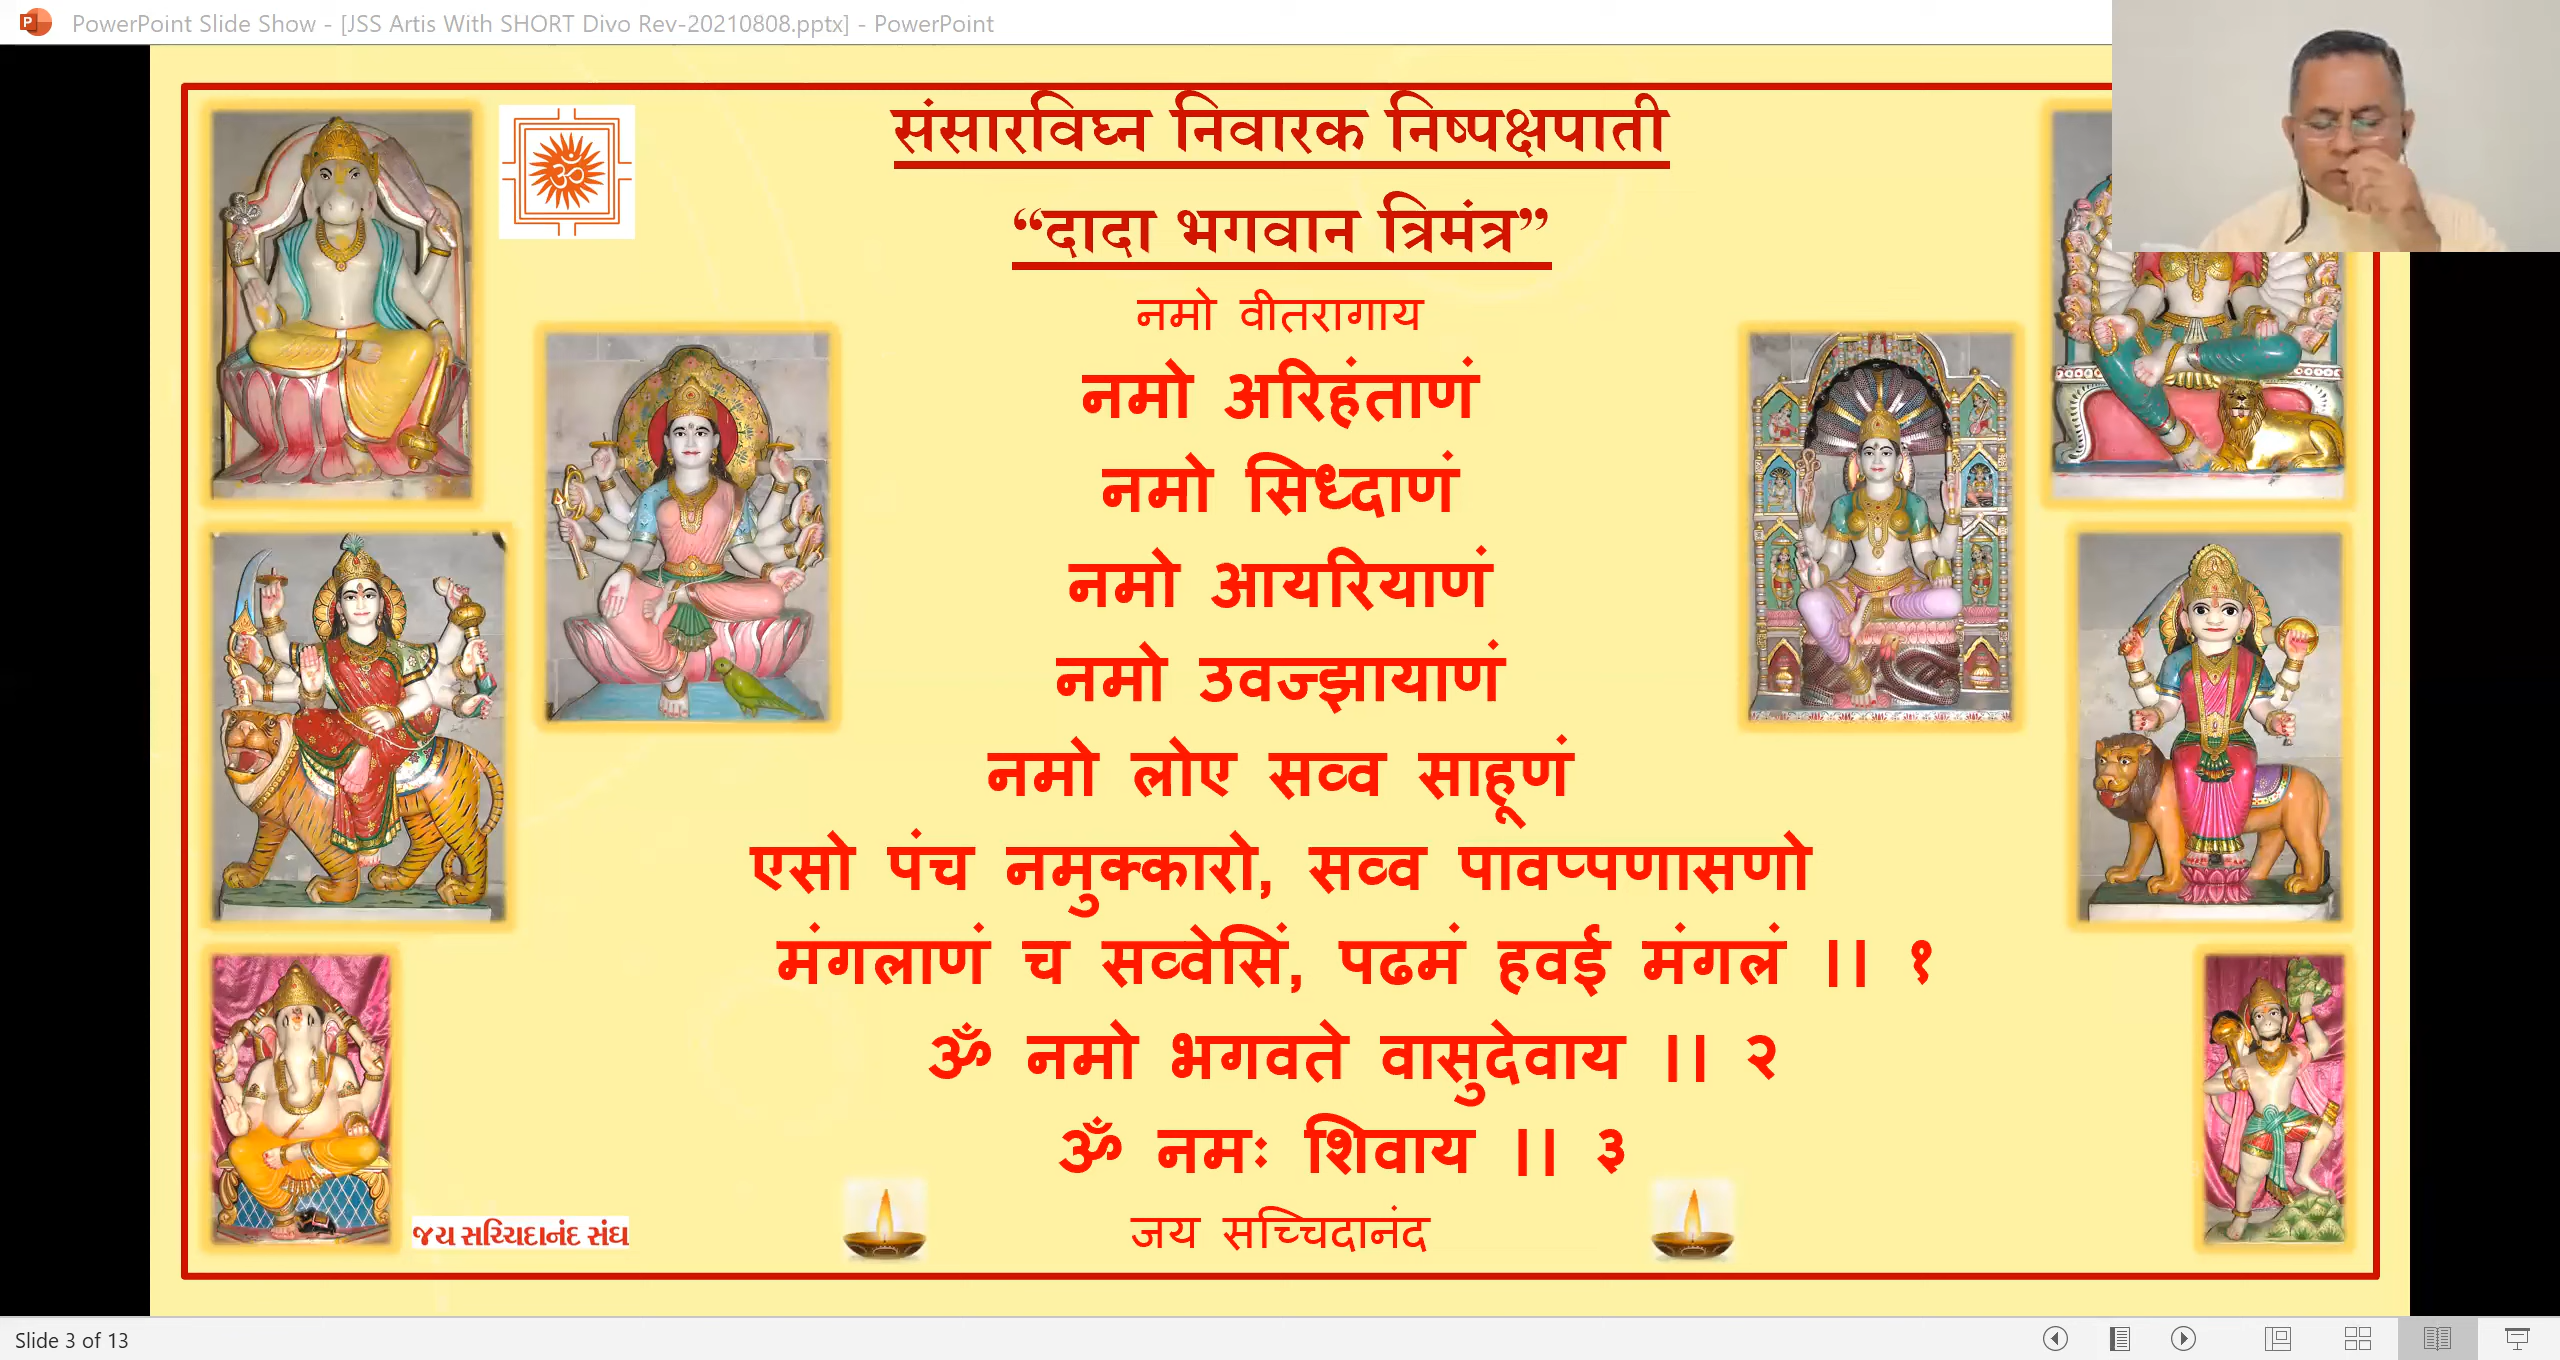 PowerPoint Slide Show - [JSS Artis With SHORT Divo Rev-20210808.pptx] - PowerPoint
संसारविघ्न निवारक निष्पक्षपाती
“दादा भगवान त्रिमंत्र”
नमो वीतरागाय
नमो अरिहंताणं
नमो सिध्दाणं
नमो आयरियाणं
नमो उवज्झायाणं
नमो लोए सव्व साहूणं
एसो पंच नमुक्कारो, सव्व पावप्पणासणो
मंगलाणं च सव्वेसिं, पढमं हवई मंगलं ।। १
ॐ नमो भगवते वासुदेवाय ।। २
ॐ नमः शिवाय ।। ३
जय सच्चिदानंद
જય સચ્ચિદાનંદ સંઘ
Slide 3 of 13